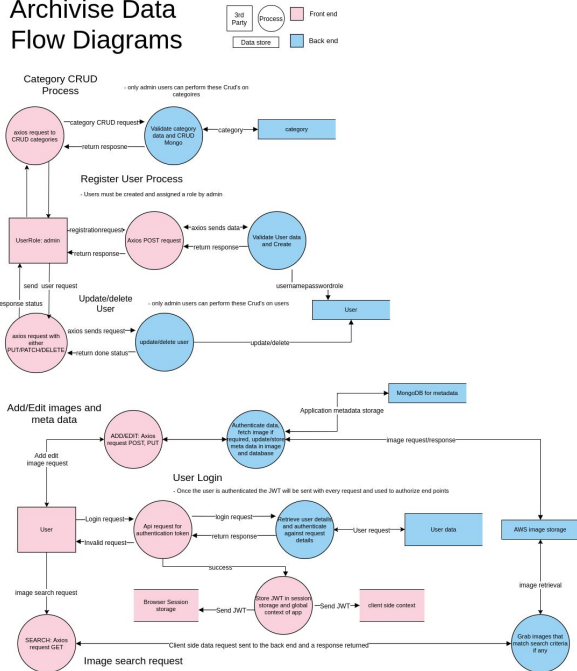 Archivise Data
Flow Diagrams
3rd
Party
Process
Front end
Data store
Back end
Category CRUD
Process
- only admin users can perform these Crud's on
categoires
axios request to
CRUD categories
category CRUD request
return resposne
Validate category
data and CRUD
Mongo
category
category
Register User Process
- Users must be created and assigned a role by admin
UserRole: admin
registrationrequest
return response
Axios POST request
axios sends data
return response
Validate User data
and Create
usernamepasswordrole
send user request
esponse status
Update/delete
User
- only admin users can perform these Crud's on users
User
axios request with
either
PUT/PATCH/DELETE
axios sends request
return done status
update/delete user
update/delete
MongoDB for metadata
Add/Edit images and
meta data
Application metadata storage
ADD/EDIT: Axios
request POST, PUT
Authenticate data,
fetch image if
required, update/store
meta data in image
and database
image request/response
Add edit
image request
User Login
- Once the user is authenticated the JWT will be sent with every request and used to authorize end points
User
Login request
Invalid request
Api request for
authentication token
login request
return response
Retrieve user details
and authenticate
against request
details
User request
User data
AWS image storage
success
image search request
Browser Session
storage
Send JWT
Store JWT in session
storage and global
context of app
Send JWT
client side context
image retrieval
SEARCH: Axios
request GET
Client side data request sent to the back end and a response returned
Grab images that
match search criteria
if any
Image search request